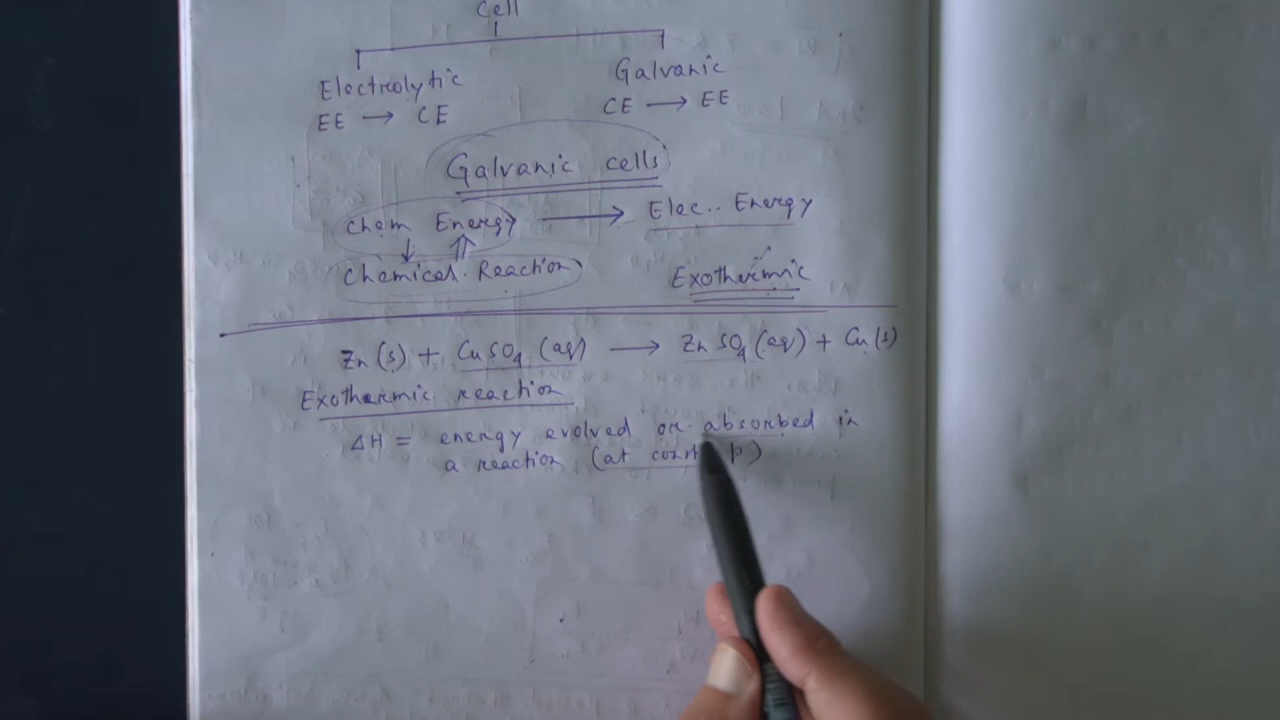 Cell
Electrolytic Galvanic
EE → CE CE → EE
Galvanic cells
Chem Energy → Elec.. Energy
Chemical Reaction Exothermic
Zn(s) + CuSO4 (aq) → ZnSO4 (aq) + Cu(s)
Exothermic reaction
ΔH = energy evolved or absorbed in
a reaction (at const p)